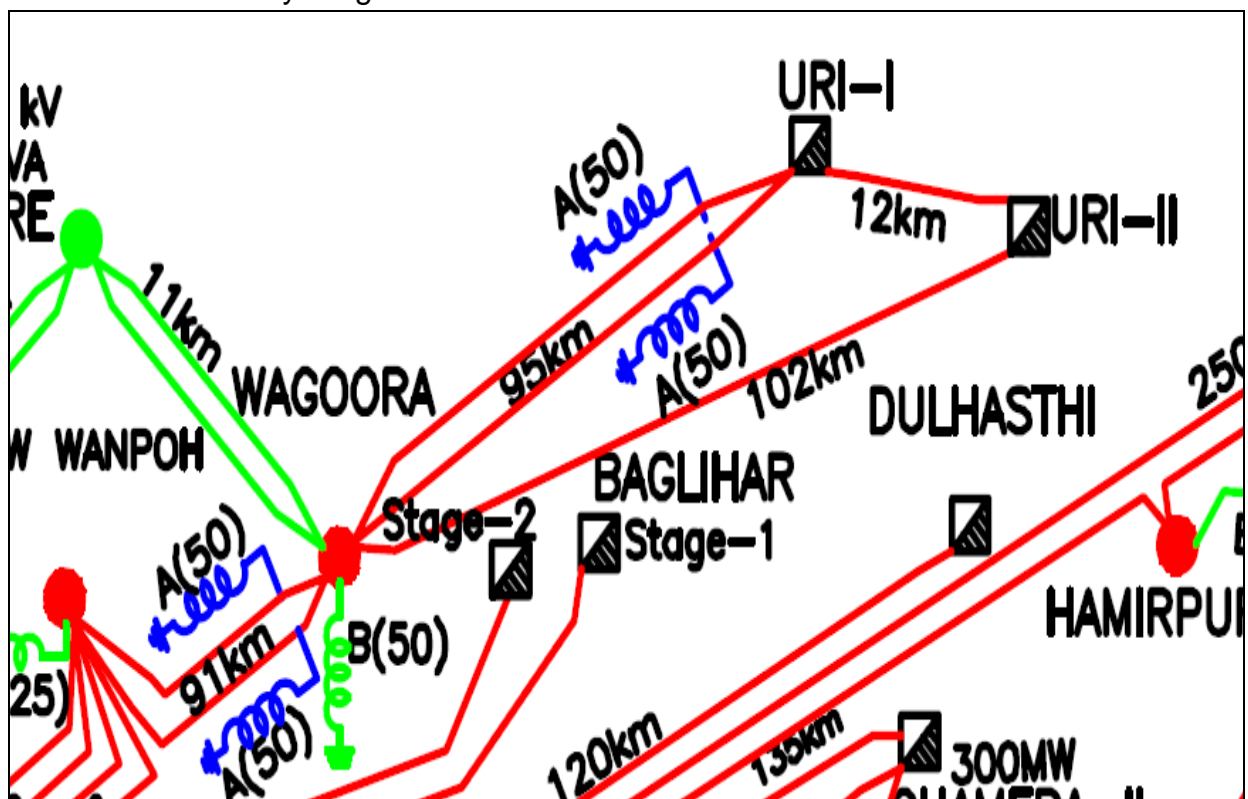 URI-I
kV
VA
A(50)
RE
12km
URI-II
11km
95km
A(50)
102km
WAGOORA
250
DULHASTHI
W WANPOH
BAGLIHAR
Stage-2
Stage-1
A(50)
HAMIRPUR
B(50)
91km
25)
A(50)
120km
135km
300MW